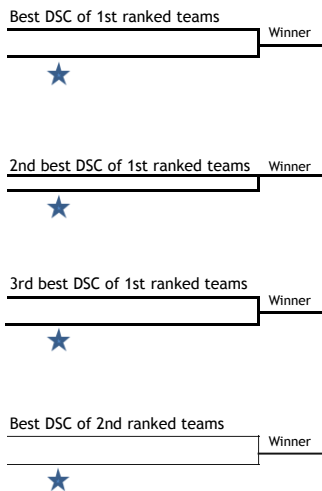 Best DSC of 1st ranked teams
Winner
2nd best DSC of 1st ranked teams Winner
3rd best DSC of 1st ranked teams
Winner
Best DSC of 2nd ranked teams
Winner